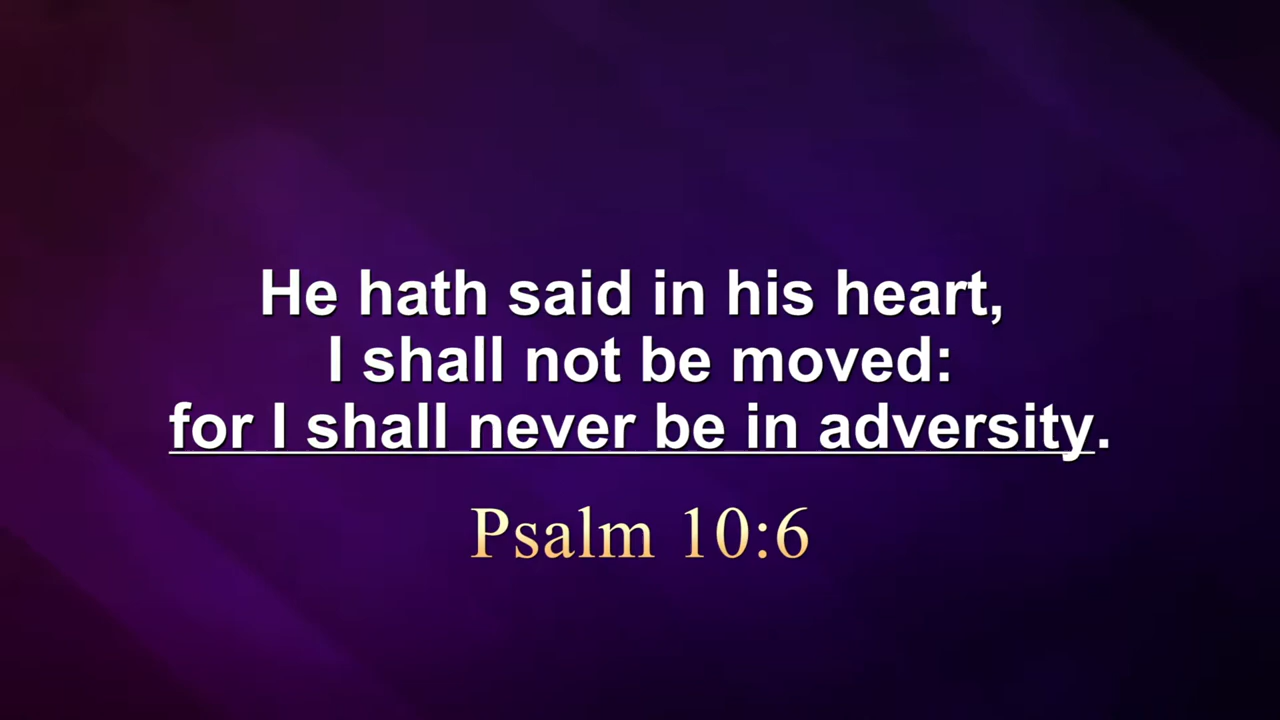 He hath said in his heart,
I shall not be moved:
for I shall never be in adversity.
Psalm 10:6